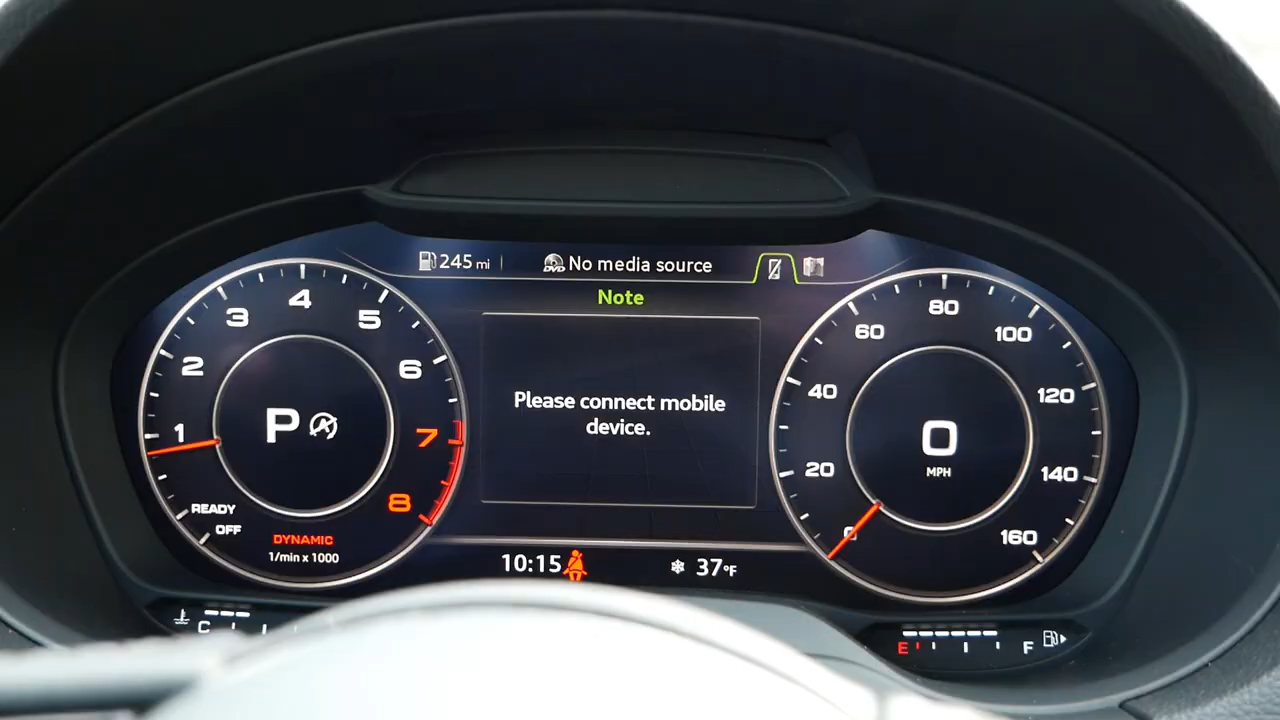 245 mi
DVD No media source
Note
Please connect mobile
device.
1
2
3
4
5
6
7
8
P
READY
OFF
DYNAMIC
1/min x 1000
0
20
40
60
80
100
120
140
160
0
MPH
10:15
37°F
C
E
F